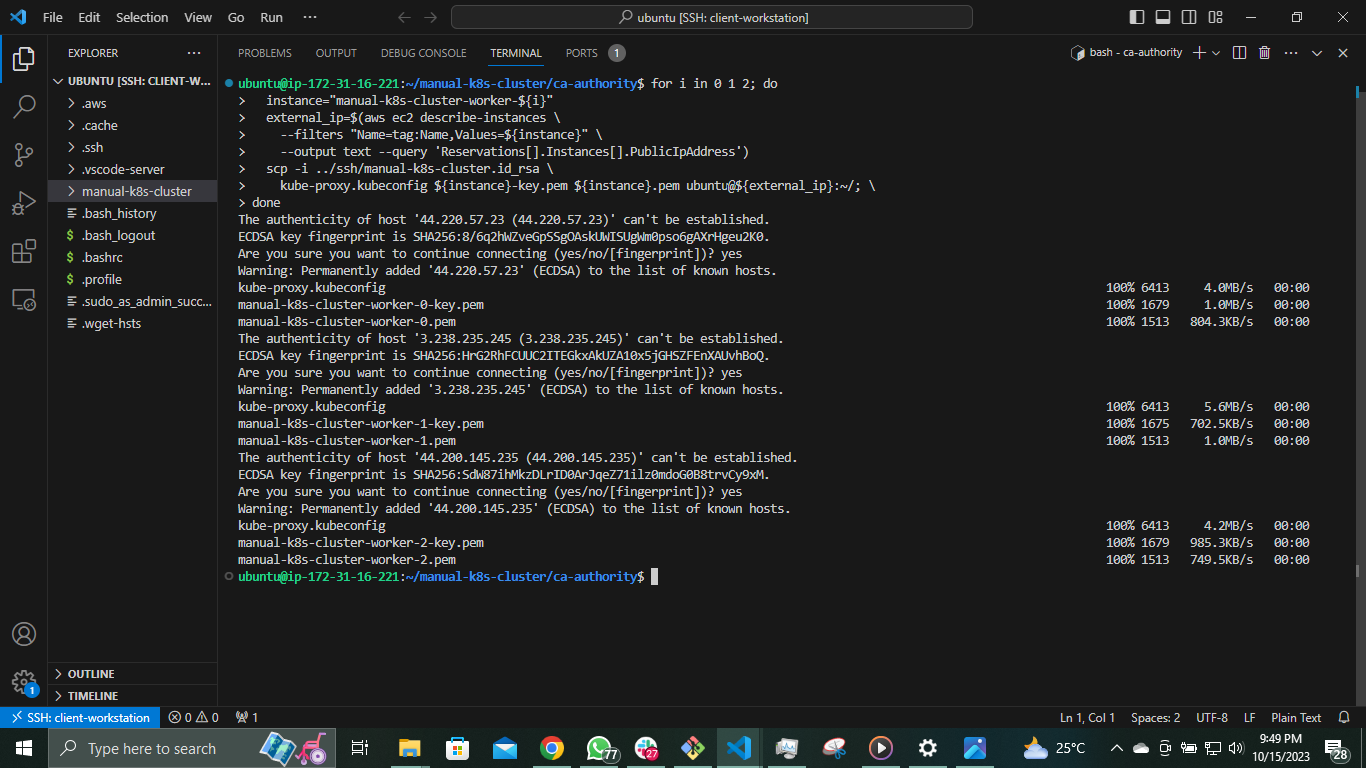 File Edit Selection View Go Run ···
ubuntu [SSH: client-workstation]
EXPLORER ···
PROBLEMS OUTPUT DEBUG CONSOLE TERMINAL PORTS 1
bash - ca-authority
UBUNTU [SSH: CLIENT-W...
.aws
.cache
.ssh
.vscode-server
manual-k8s-cluster
.bash_history
$ .bash_logout
$ .bashrc
$ .profile
.sudo_as_admin_succ...
.wget-hsts
OUTLINE
TIMELINE
ubuntu@ip-172-31-16-221:~/manual-k8s-cluster/ca-authority$ for i in 0 1 2; do
>   instance="manual-k8s-cluster-worker-${i}"
>   external_ip=$(aws ec2 describe-instances \
>     --filters "Name=tag:Name,Values=${instance}" \
>     --output text --query 'Reservations[].Instances[].PublicIpAddress')
>   scp -i ../ssh/manual-k8s-cluster.id_rsa \
>     kube-proxy.kubeconfig ${instance}-key.pem ${instance}.pem ubuntu@${external_ip}:~/; \
> done
The authenticity of host '44.220.57.23 (44.220.57.23)' can't be established.
ECDSA key fingerprint is SHA256:8/6q2hWZveGpSSgOAskUWISUgWm0pso6gAXrHgeu2K0.
Are you sure you want to continue connecting (yes/no/[fingerprint])? yes
Warning: Permanently added '44.220.57.23' (ECDSA) to the list of known hosts.
kube-proxy.kubeconfig 100% 6413 4.0MB/s 00:00
manual-k8s-cluster-worker-0-key.pem 100% 1679 1.0MB/s 00:00
manual-k8s-cluster-worker-0.pem 100% 1513 804.3KB/s 00:00
The authenticity of host '3.238.235.245 (3.238.235.245)' can't be established.
ECDSA key fingerprint is SHA256:HrG2RhFCUUC2ITEGkxAkUZA10x5jGHSZFEnXAUvhBoQ.
Are you sure you want to continue connecting (yes/no/[fingerprint])? yes
Warning: Permanently added '3.238.235.245' (ECDSA) to the list of known hosts.
kube-proxy.kubeconfig 100% 6413 5.6MB/s 00:00
manual-k8s-cluster-worker-1-key.pem 100% 1675 702.5KB/s 00:00
manual-k8s-cluster-worker-1.pem 100% 1513 1.0MB/s 00:00
The authenticity of host '44.200.145.235 (44.200.145.235)' can't be established.
ECDSA key fingerprint is SHA256:SdW87ihMkzDLrID0ArJqeZ71ilz0mdoG0B8trvCy9xM.
Are you sure you want to continue connecting (yes/no/[fingerprint])? yes
Warning: Permanently added '44.200.145.235' (ECDSA) to the list of known hosts.
kube-proxy.kubeconfig 100% 6413 4.2MB/s 00:00
manual-k8s-cluster-worker-2-key.pem 100% 1679 985.3KB/s 00:00
manual-k8s-cluster-worker-2.pem 100% 1513 749.5KB/s 00:00
ubuntu@ip-172-31-16-221:~/manual-k8s-cluster/ca-authority$
1
SSH: client-workstation 0 0 1
Ln 1, Col 1 Spaces: 2 UTF-8 LF Plain Text
Type here to search
77
27
25°C
9:49 PM
10/15/2023
28